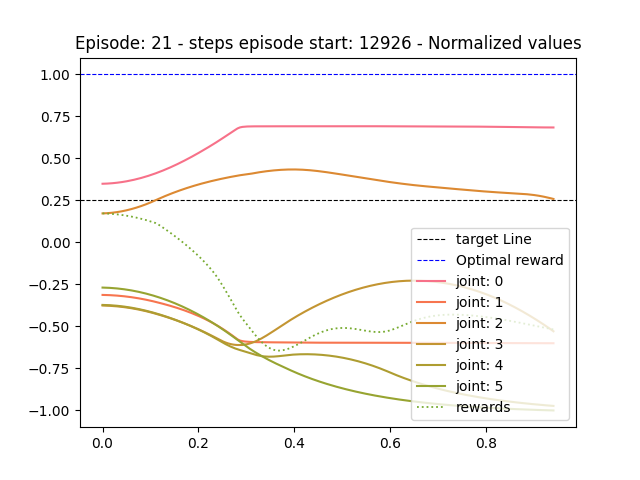 Episode: 21 - steps episode start: 12926 - Normalized values
1.00
0.75
0.50
0.25
0.00
−0.25
−0.50
−0.75
−1.00
target Line
Optimal reward
joint: 0
joint: 1
joint: 2
joint: 3
joint: 4
joint: 5
rewards
0.0
0.2
0.4
0.6
0.8